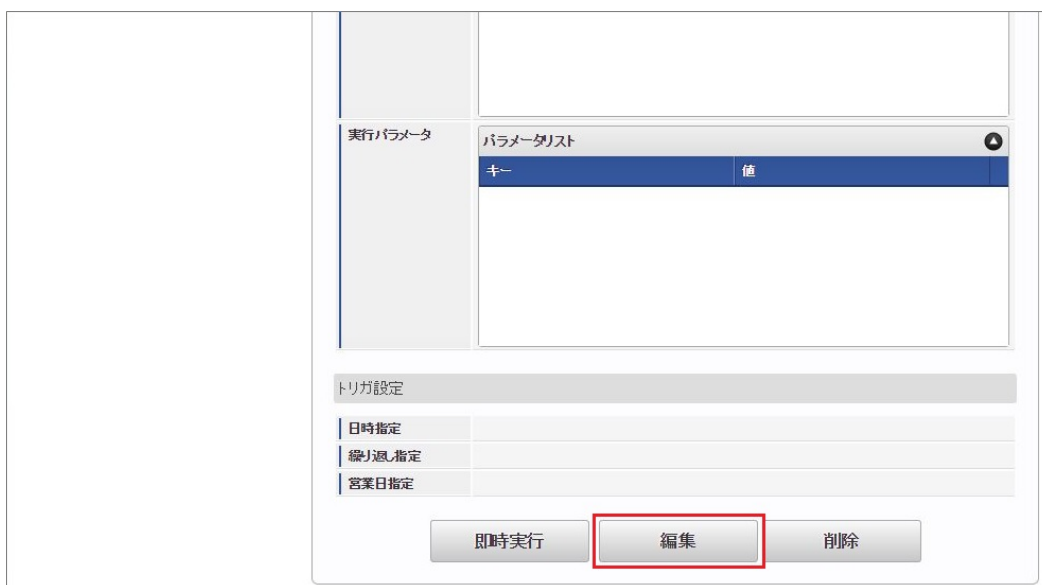 実行パラメータ
パラメータリスト
キー 値
トリガ設定
日時指定
繰り返し指定
営業日指定
即時実行 編集 削除